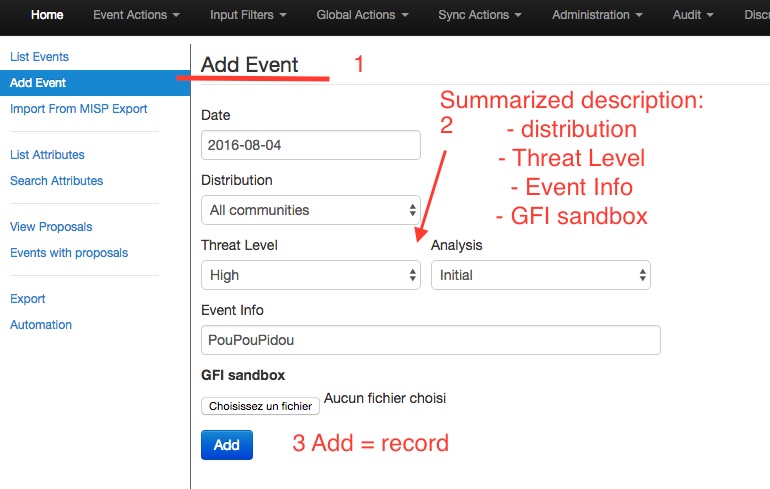 Home Event Actions Input Filters Global Actions Sync Actions Administration Audit
List Events
Add Event
Import From MISP Export
List Attributes
Search Attributes
View Proposals
Events with proposals
Export
Automation
Add Event 1
Summarized description:
2 - distribution
- Threat Level
- Event Info
- GFI sandbox
Date
2016-08-04
Distribution
All communities
Threat Level Analysis
High Initial
Event Info
PouPouPidou
GFI sandbox
Choisissez un fichier Aucun fichier choisi
Add 3 Add = record